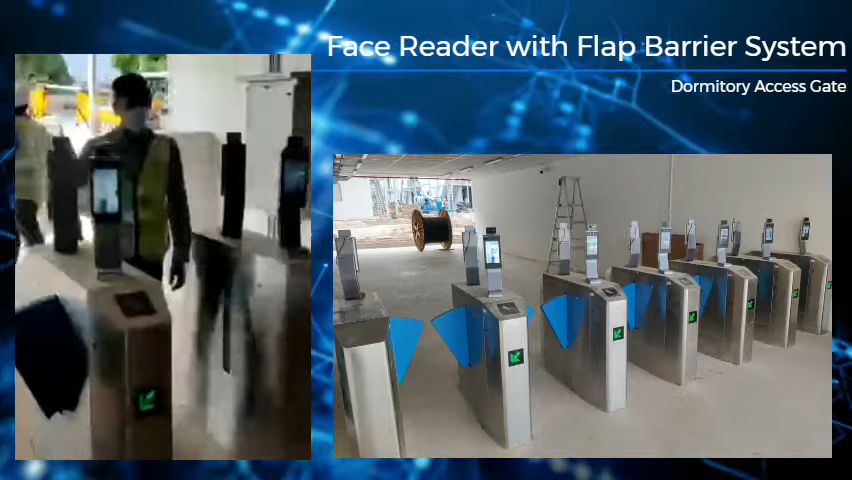 Face Reader with Flap Barrier System
Dormitory Access Gate